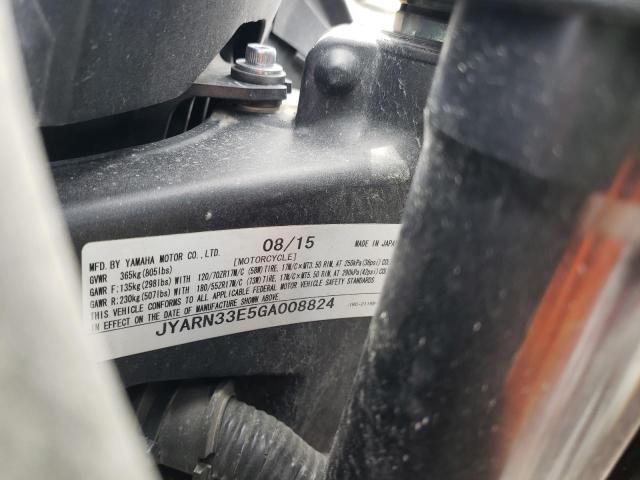 MFD. BY YAMAHA MOTOR CO., LTD. 08/15 MADE IN JAPAN
[MOTORCYCLE]
GVWR 365kg(805lbs)
GAWR F:135kg(298lbs) WITH 120/70ZR17M/C (58W)TIRE, 17M/C×MT3.50 RIM, AT 250kPa(36psi) COLD
GAWR R:230kg(507lbs) WITH 180/55ZR17M/C (73W)TIRE, 17M/C×MT5.50 RIM, AT 290kPa(42psi) COLD
THIS VEHICLE CONFORMS TO ALL APPLICABLE FEDERAL MOTOR VEHICLE SAFETY STANDARDS
IN EFFECT ON THE DATE OF MANUFACTURE SHOWN ABOVE.
JYARN33E5GA008824